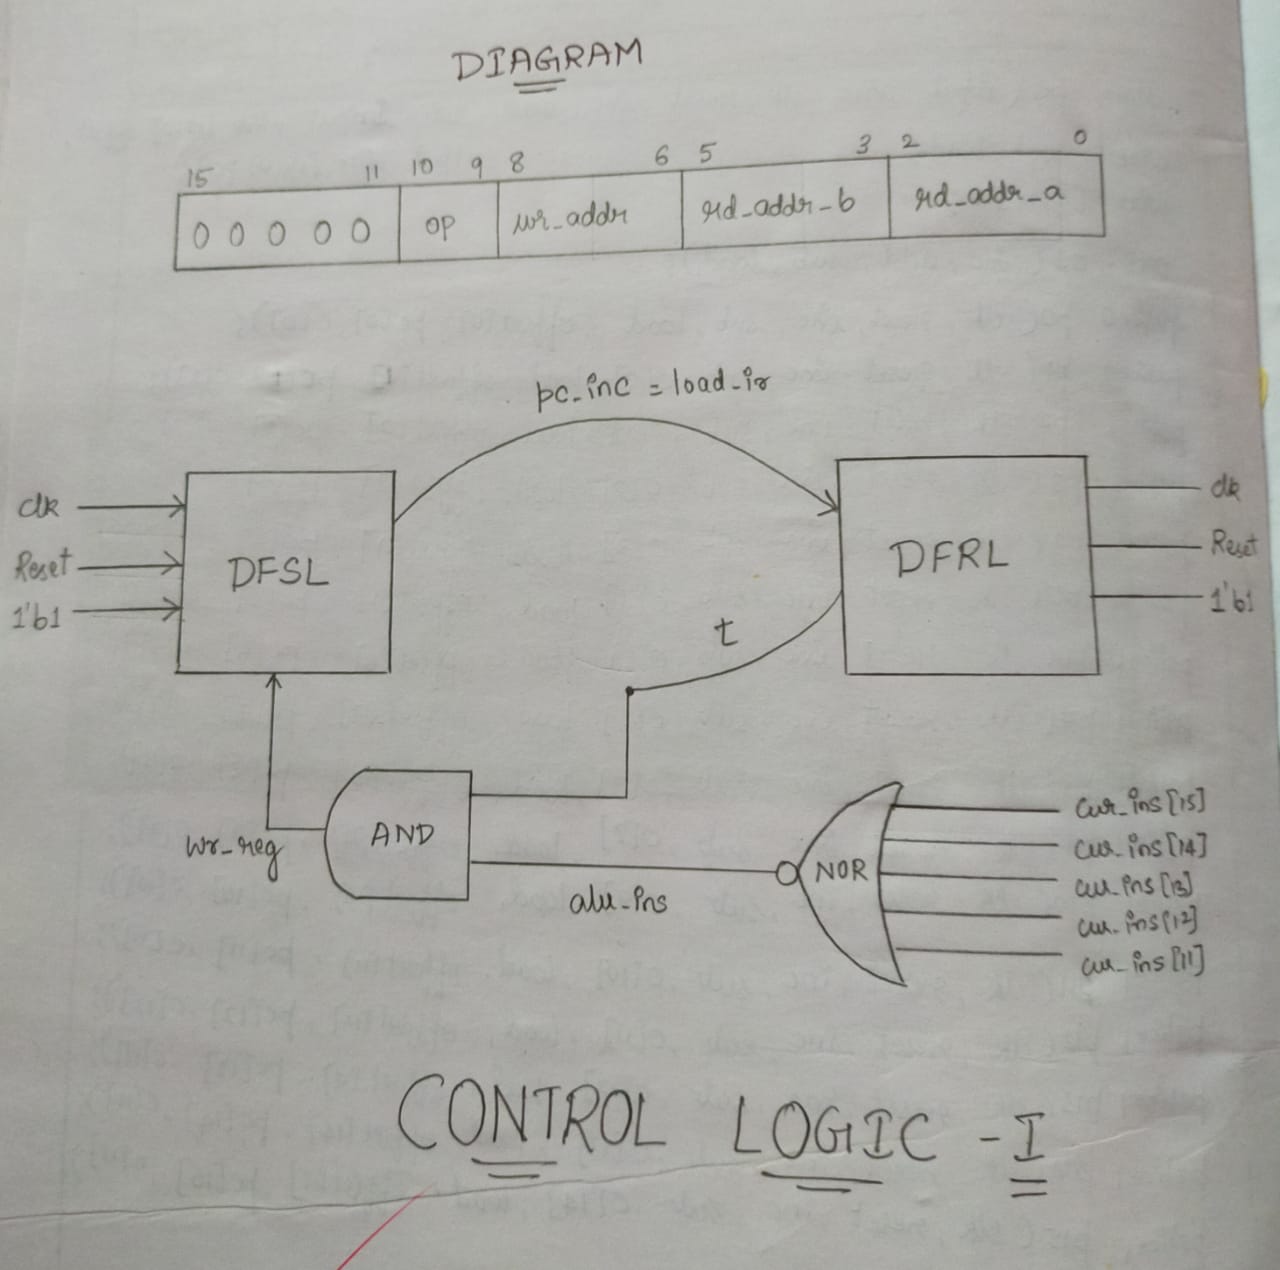 DIAGRAM
15 11 10 9 8 6 5 3 2 0
0 0 0 0 0 op wr_addr rd_addr_b rd_addr_a
pc_inc = load_ir
clk
Reset
1'b1
DFSL
DFRL
clk
Reset
1'b1
t
wr_reg
AND
alu_ins
NOR
cur_ins[15]
cur_ins[14]
cur_ins[13]
cur_ins[12]
cur_ins[11]
CONTROL LOGIC - I